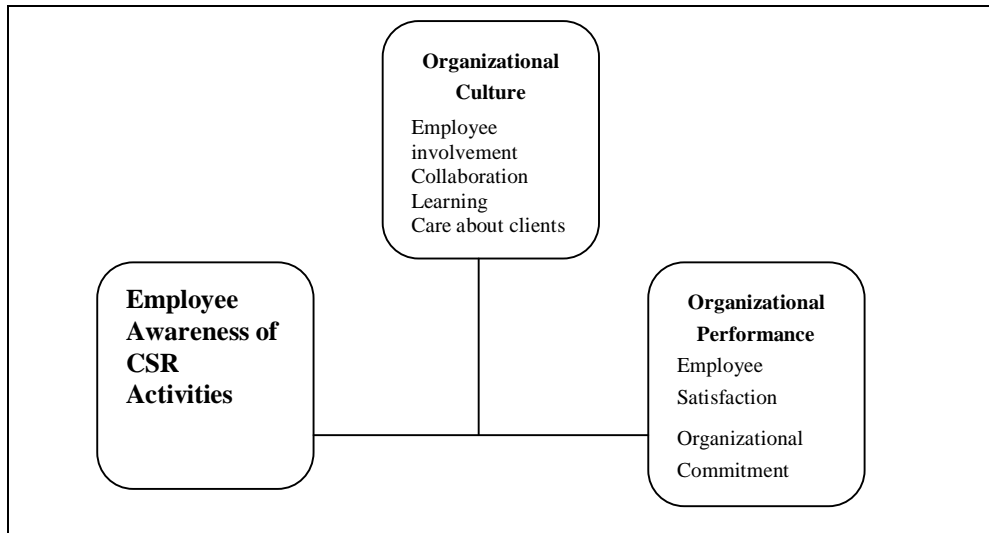 Organizational
Culture
Employee
involvement
Collaboration
Learning
Care about clients
Employee
Awareness of
CSR
Activities
Organizational
Performance
Employee
Satisfaction
Organizational
Commitment